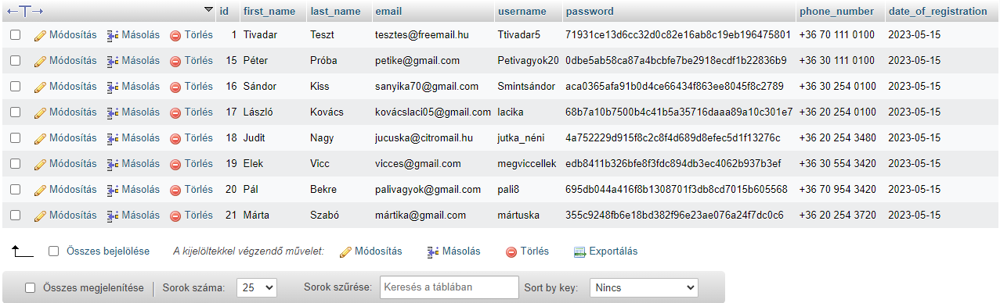 id first_name last_name email username password phone_number date_of_registration
Módosítás Másolás Törlés 1 Tivadar Teszt tesztes@freemail.hu Ttivadar5 71931ce13d6cc32d0c82e16ab8c19eb196475801 +36 70 111 0100 2023-05-15
Módosítás Másolás Törlés 15 Péter Próba petike@gmail.com Petivagyok20 0dbe5ab58ca87a4bcbfe7be2918ecdf1b22836b9 +36 30 111 0100 2023-05-15
Módosítás Másolás Törlés 16 Sándor Kiss sanyika70@gmail.com Smintsándor aca0365afa91b0d4ce66434f863ee8045f8c2789 +36 30 254 0100 2023-05-15
Módosítás Másolás Törlés 17 László Kovács kovácslaci05@gmail.com lacika 68b7a10b7500b4c41b5a35716daaa89a10c301e7 +36 20 254 0100 2023-05-15
Módosítás Másolás Törlés 18 Judit Nagy jucuska@citromail.hu jutka_néni 4a752229d915f8c2c8f4d689d8efec5d1f13276c +36 20 254 3480 2023-05-15
Módosítás Másolás Törlés 19 Elek Vicc vicces@gmail.com megviccellek edb8411b326bfe8f3fdc894db3ec4062b937b3ef +36 30 554 3420 2023-05-15
Módosítás Másolás Törlés 20 Pál Bekre palivagyok@gmail.com pali8 695db044a416f8b1308701f3db8cd7015b605568 +36 70 954 3420 2023-05-15
Módosítás Másolás Törlés 21 Márta Szabó mártika@gmail.com mártuska 355c9248fb6e18bd382f96e23ae076a24f7dc0c6 +36 20 254 3720 2023-05-15
Összes bejelölése A kijelöltekkel végzendő művelet: Módosítás Másolás Törlés Exportálás
Összes megjelenítése Sorok száma: 25 Sorok szűrése: Keresés a táblában Sort by key: Nincs